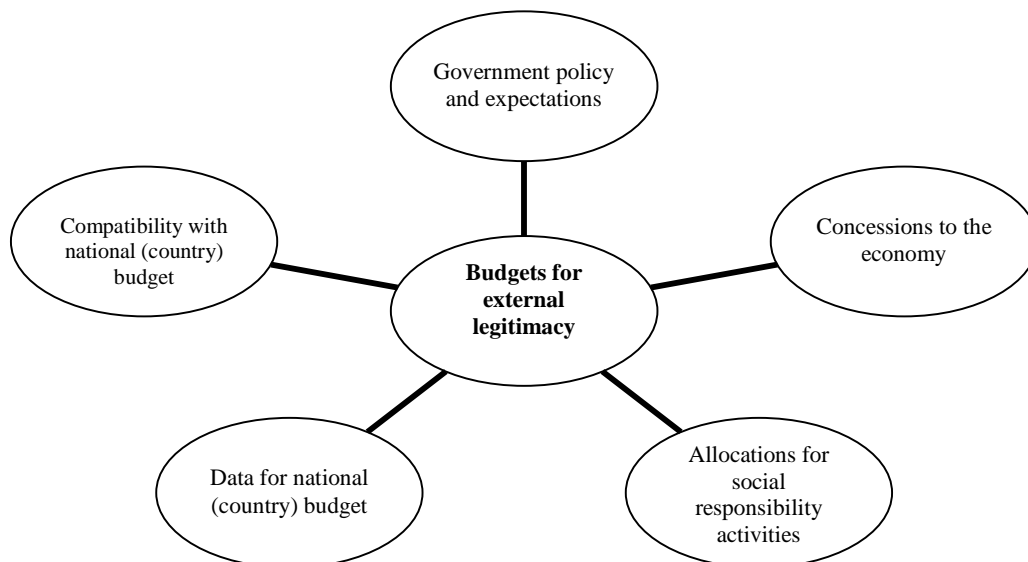 Government policy
and expectations
Compatibility with
national (country)
budget
Concessions to the
economy
Budgets for
external
legitimacy
Data for national
(country) budget
Allocations for
social
responsibility
activities